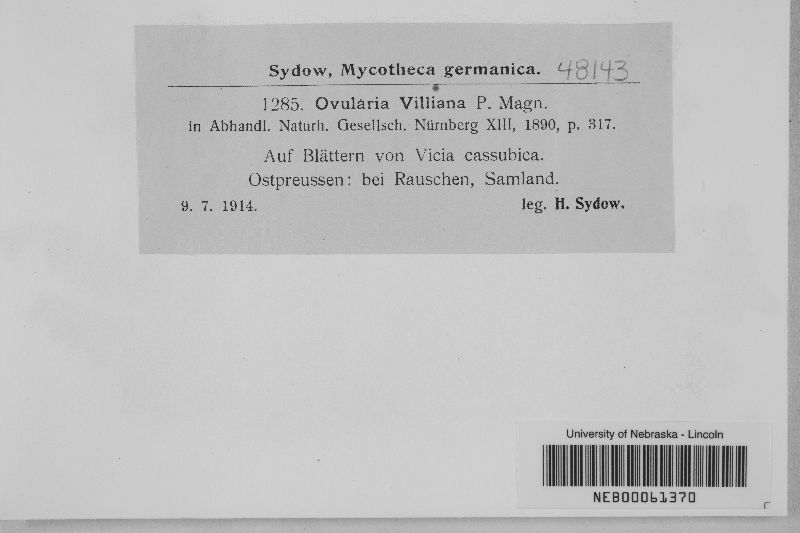 Sydow, Mycotheca germanica. 48143
1285. Ovularia Villiana P. Magn.
in Abhandl. Naturh. Gesellsch. Nürnberg XIII, 1890, p. 317.
Auf Blättern von Vicia cassubica.
Ostpreussen: bei Rauschen, Samland.
9. 7. 1914. leg. H. Sydow.
University of Nebraska - Lincoln
NEB00061370